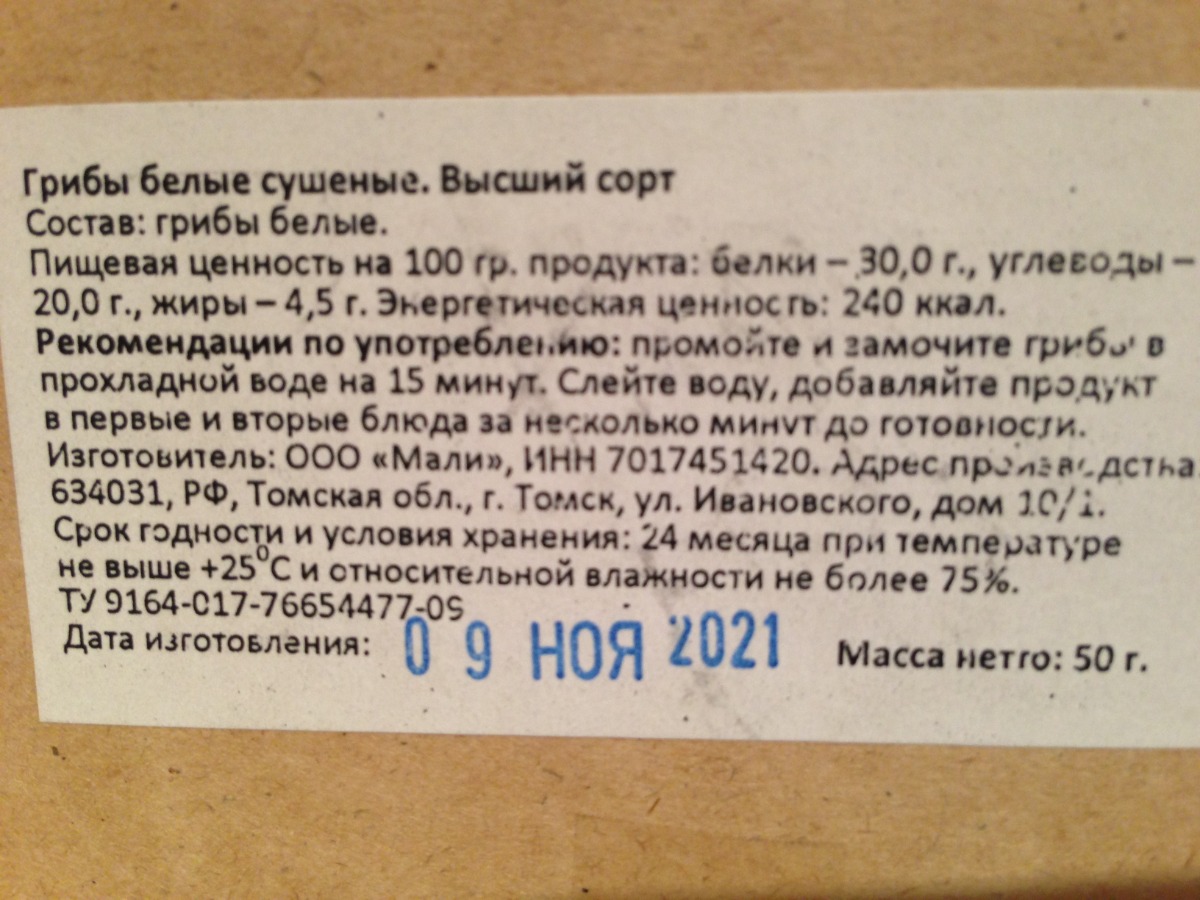 Грибы белые сушеные. Высший сорт
Состав: грибы белые.
Пищевая ценность на 100 гр. продукта: белки – 30,0 г., углеводы –
20,0 г., жиры – 4,5 г. Энергетическая ценность: 240 ккал.
Рекомендации по употреблению: промойте и замочите грибы в
прохладной воде на 15 минут. Слейте воду, добавляйте продукт
в первые и вторые блюда за несколько минут до готовности.
Изготовитель: ООО «Мали», ИНН 7017451420. Адрес производства
634031, РФ, Томская обл., г. Томск, ул. Ивановского, дом 10/1.
Срок годности и условия хранения: 24 месяца при температуре
не выше +25⁰С и относительной влажности не более 75%.
ТУ 9164-017-76654477-09
Дата изготовления: 09 НОЯ 2021 Масса нетто: 50 г.